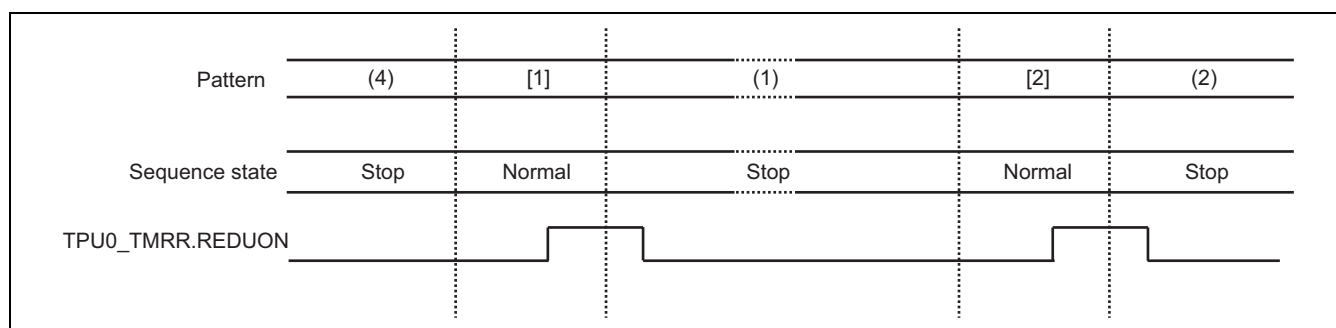 Pattern (4) [1] (1) [2] (2)
Sequence state Stop Normal Stop Normal Stop
TPU0_TMRR.REDUON